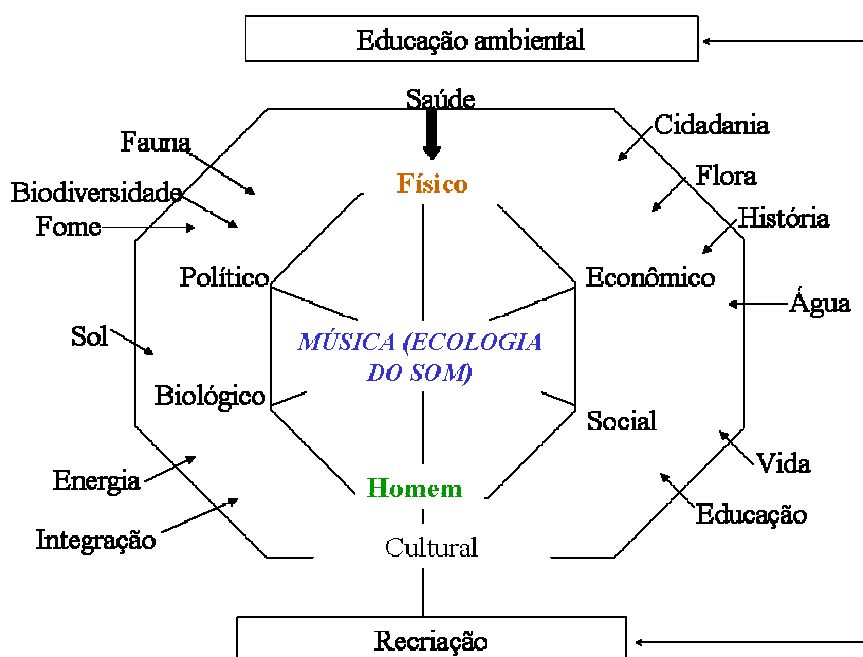 Educação ambiental
Saúde
Cidadania
Fauna
Flora
Físico
Biodiversidade
História
Fome
Político
Econômico
Água
Sol
MÚSICA (ECOLOGIA
DO SOM)
Biológico
Social
Vida
Energia
Homem
Educação
Integração
Cultural
Recriação